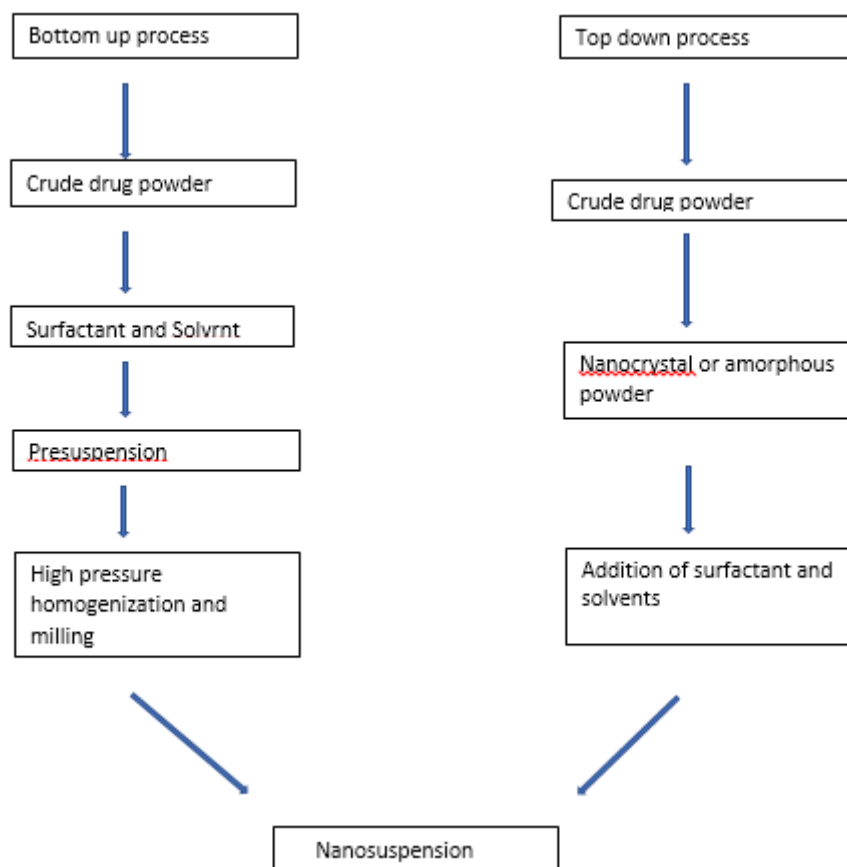 Bottom up process
Crude drug powder
Surfactant and Solvrnt
Presuspension
High pressure
homogenization and
milling
Top down process
Crude drug powder
Nanocrystal or amorphous
powder
Addition of surfactant and
solvents
Nanosuspension